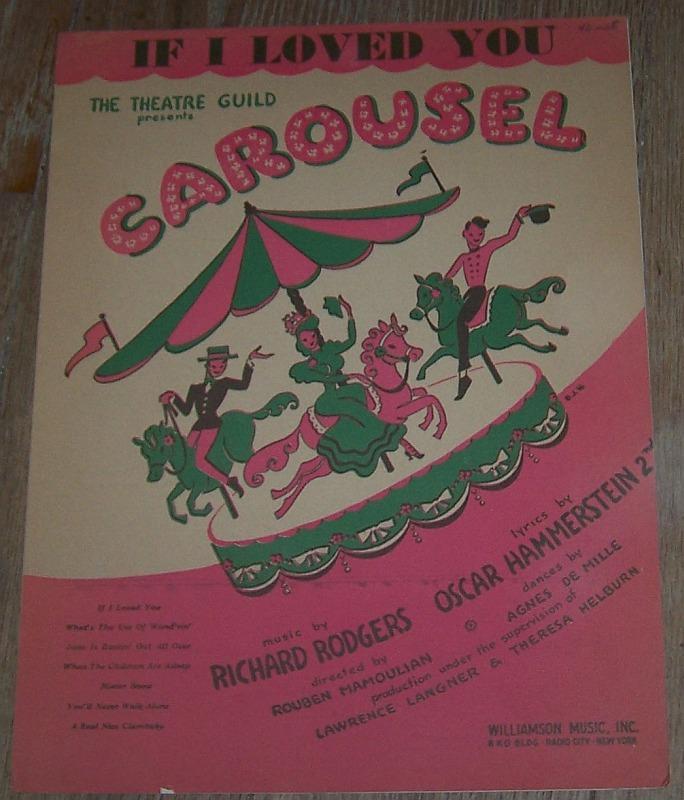 IF I LOVED YOU
THE THEATRE GUILD
presents
CAROUSEL
B.J.H.
If I Loved You
What's The Use Of Wond'rin'
June Is Bustin' Out All Over
When The Children Are Asleep
Mister Snow
You'll Never Walk Alone
A Real Nice Clambake
music by
RICHARD RODGERS
lyrics by
OSCAR HAMMERSTEIN 2nd
directed by
ROUBEN MAMOULIAN
dances by
AGNES DE MILLE
production under the supervision of
LAWRENCE LANGNER & THERESA HELBURN
WILLIAMSON MUSIC, INC.
RKO BLDG · RADIO CITY · NEW YORK